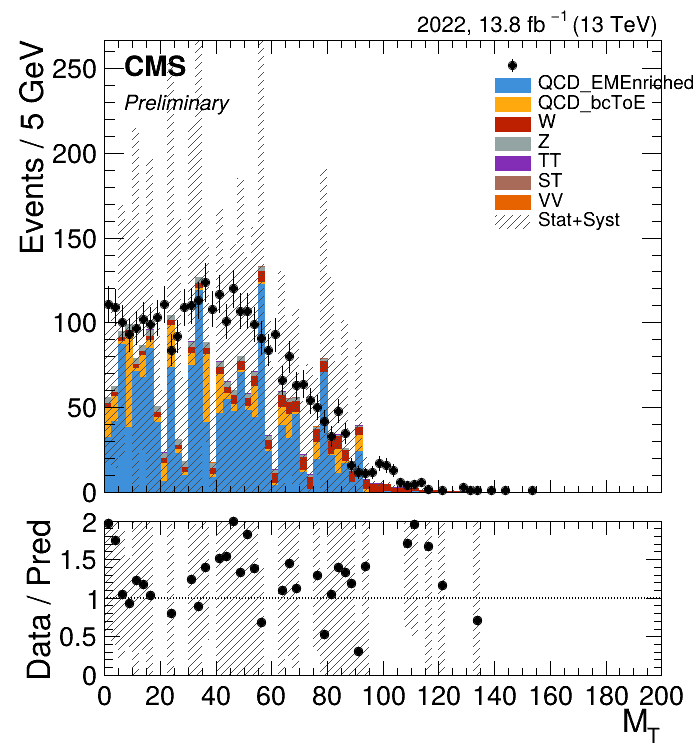 2022, 13.8 fb⁻¹ (13 TeV)
Events / 5 GeV
CMS
Preliminary
QCD_EMEnriched
QCD_bcToE
W
Z
TT
ST
VV
Stat+Syst
250
200
150
100
50
0
Data / Pred
2
1.5
1
0.5
0
0 20 40 60 80 100 120 140 160 180 200
M_T